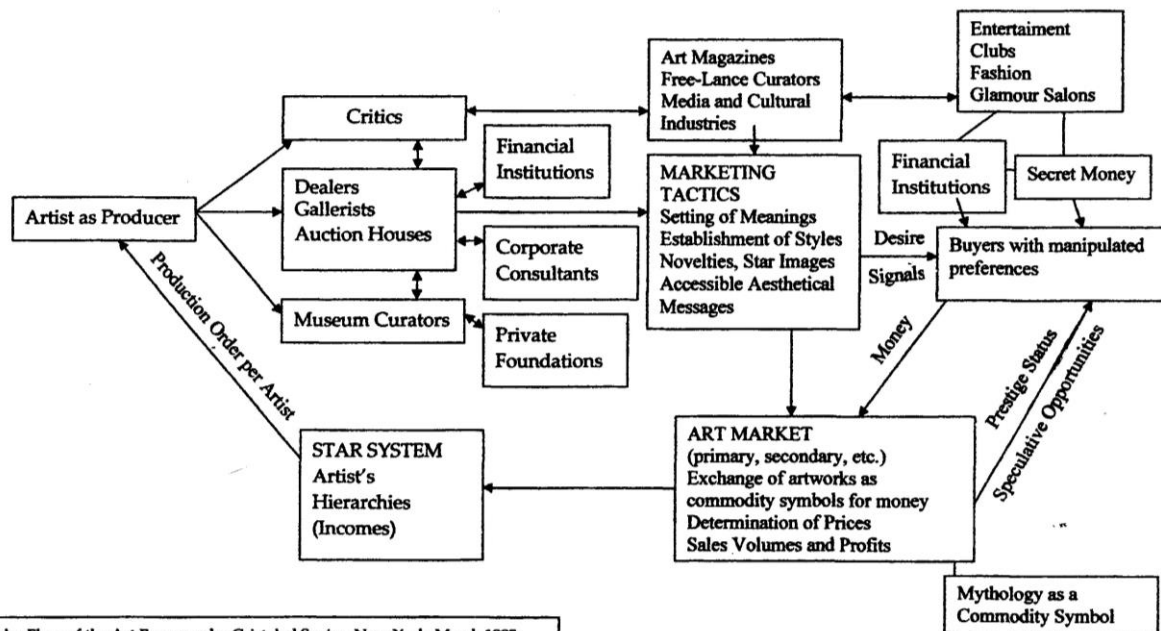 Entertaiment
Clubs
Fashion
Glamour Salons
Art Magazines
Free-Lance Curators
Media and Cultural
Industries
Critics
Financial
Institutions
Financial
Institutions
Secret Money
Dealers
Gallerists
Auction Houses
MARKETING
TACTICS
Setting of Meanings
Establishment of Styles
Novelties, Star Images
Accessible Aesthetical
Messages
Artist as Producer
Desire
Signals
Buyers with manipulated
preferences
Corporate
Consultants
Museum Curators
Private
Foundations
Production Order per Artist
Money
Prestige Status
Speculative Opportunities
STAR SYSTEM
Artist's
Hierarchies
(Incomes)
ART MARKET
(primary, secondary, etc.)
Exchange of artworks as
commodity symbols for money
Determination of Prices
Sales Volumes and Profits
Mythology as a
Commodity Symbol